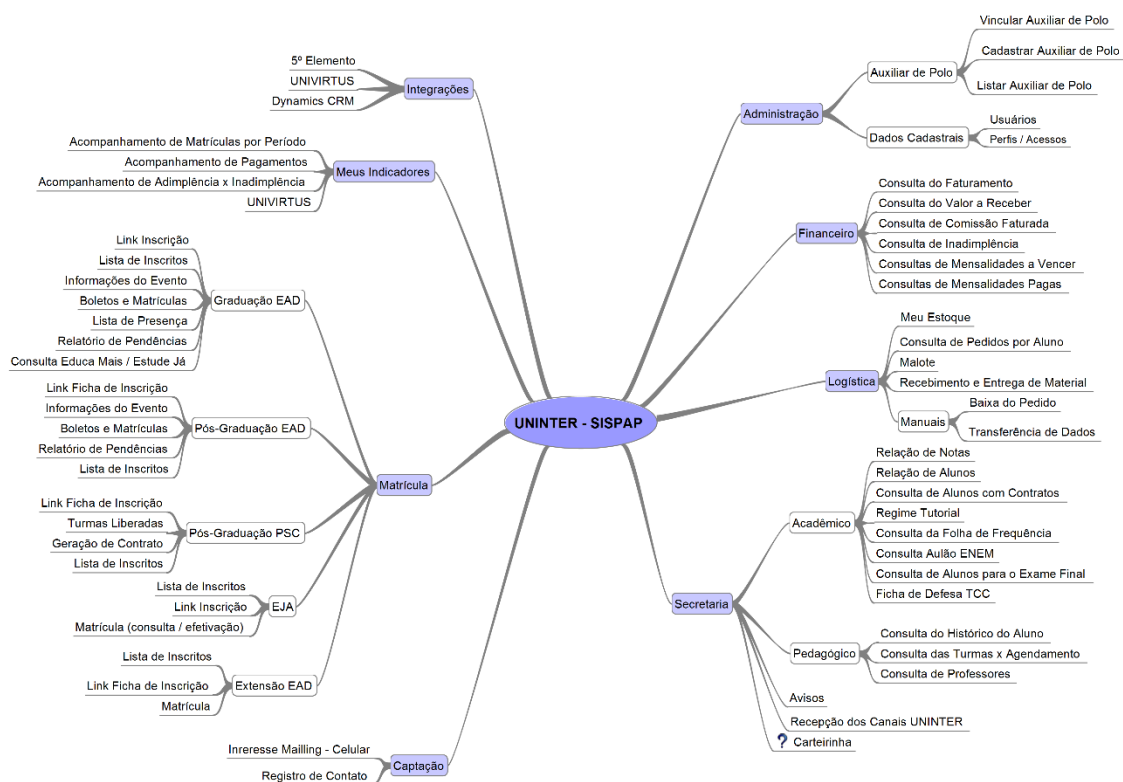 UNINTER - SISPAP
Integrações
5º Elemento
UNIVIRTUS
Dynamics CRM
Meus Indicadores
Acompanhamento de Matrículas por Período
Acompanhamento de Pagamentos
Acompanhamento de Adimplência x Inadimplência
UNIVIRTUS
Matrícula
Graduação EAD
Link Inscrição
Lista de Inscritos
Informações do Evento
Boletos e Matrículas
Lista de Presença
Relatório de Pendências
Consulta Educa Mais / Estude Já
Pós-Graduação EAD
Link Ficha de Inscrição
Informações do Evento
Boletos e Matrículas
Relatório de Pendências
Lista de Inscritos
Pós-Graduação PSC
Link Ficha de Inscrição
Turmas Liberadas
Geração de Contrato
Lista de Inscritos
EJA
Lista de Inscritos
Link Inscrição
Matrícula (consulta / efetivação)
Extensão EAD
Lista de Inscritos
Link Ficha de Inscrição
Matrícula
Captação
Inreresse Mailling - Celular
Registro de Contato
Administração
Auxiliar de Polo
Vincular Auxiliar de Polo
Cadastrar Auxiliar de Polo
Listar Auxiliar de Polo
Dados Cadastrais
Usuários
Perfis / Acessos
Financeiro
Consulta do Faturamento
Consulta do Valor a Receber
Consulta de Comissão Faturada
Consulta de Inadimplência
Consultas de Mensalidades a Vencer
Consultas de Mensalidades Pagas
Logística
Meu Estoque
Consulta de Pedidos por Aluno
Malote
Recebimento e Entrega de Material
Manuais
Baixa do Pedido
Transferência de Dados
Secretaria
Acadêmico
Relação de Notas
Relação de Alunos
Consulta de Alunos com Contratos
Regime Tutorial
Consulta da Folha de Frequência
Consulta Aulão ENEM
Consulta de Alunos para o Exame Final
Ficha de Defesa TCC
Pedagógico
Consulta do Histórico do Aluno
Consulta das Turmas x Agendamento
Consulta de Professores
Avisos
Recepção dos Canais UNINTER
? Carteirinha